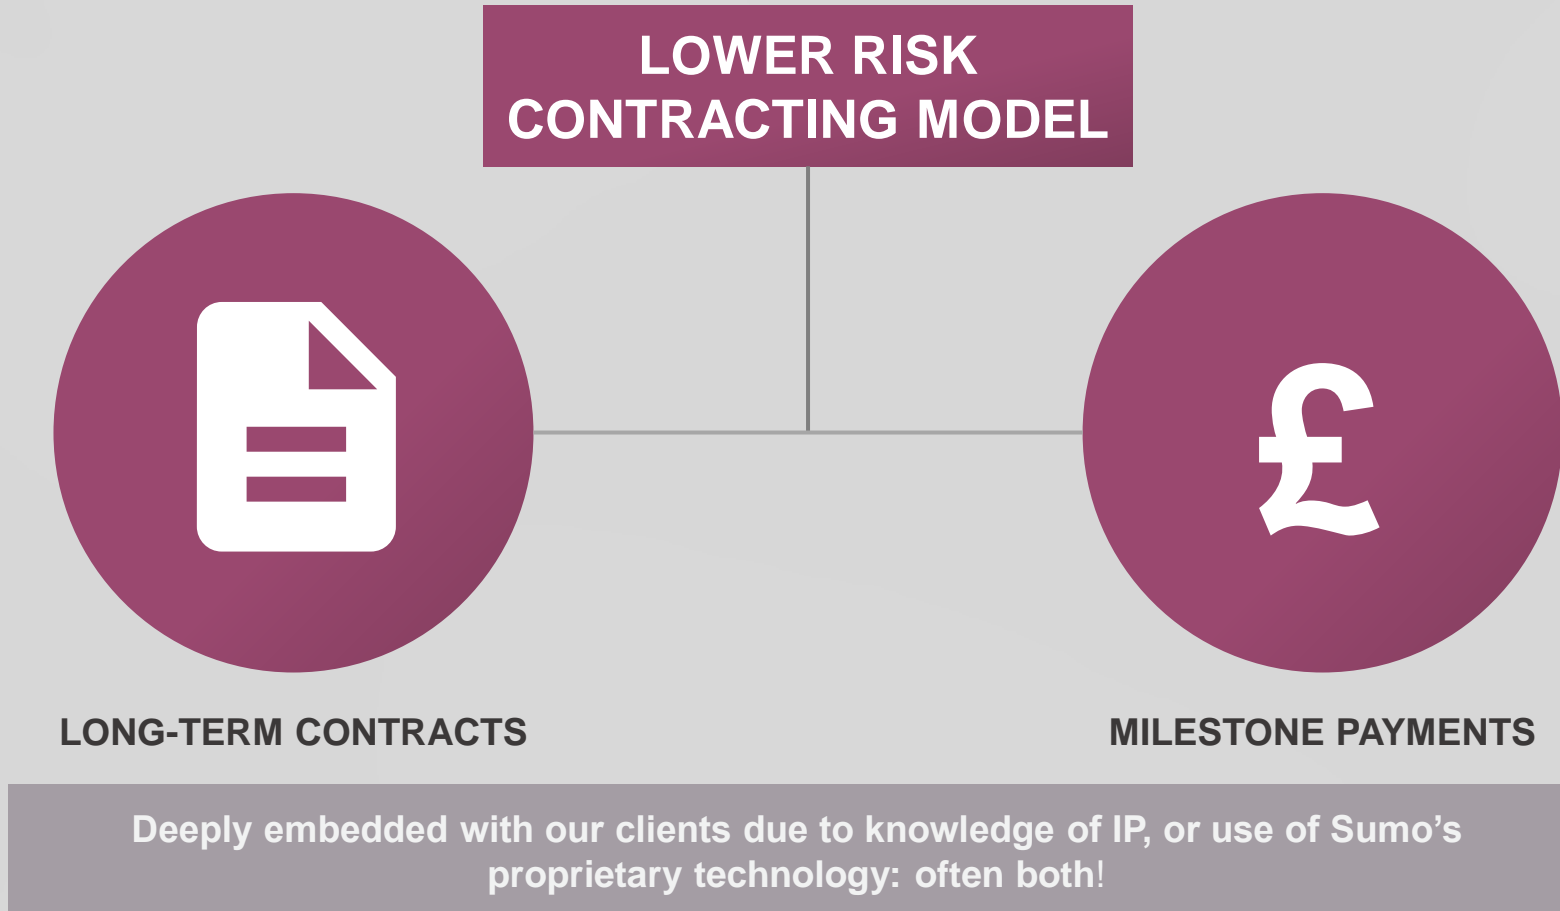 LOWER RISK
CONTRACTING MODEL
£
LONG-TERM CONTRACTS
MILESTONE PAYMENTS
Deeply embedded with our clients due to knowledge of IP, or use of Sumo’s
proprietary technology: often both!